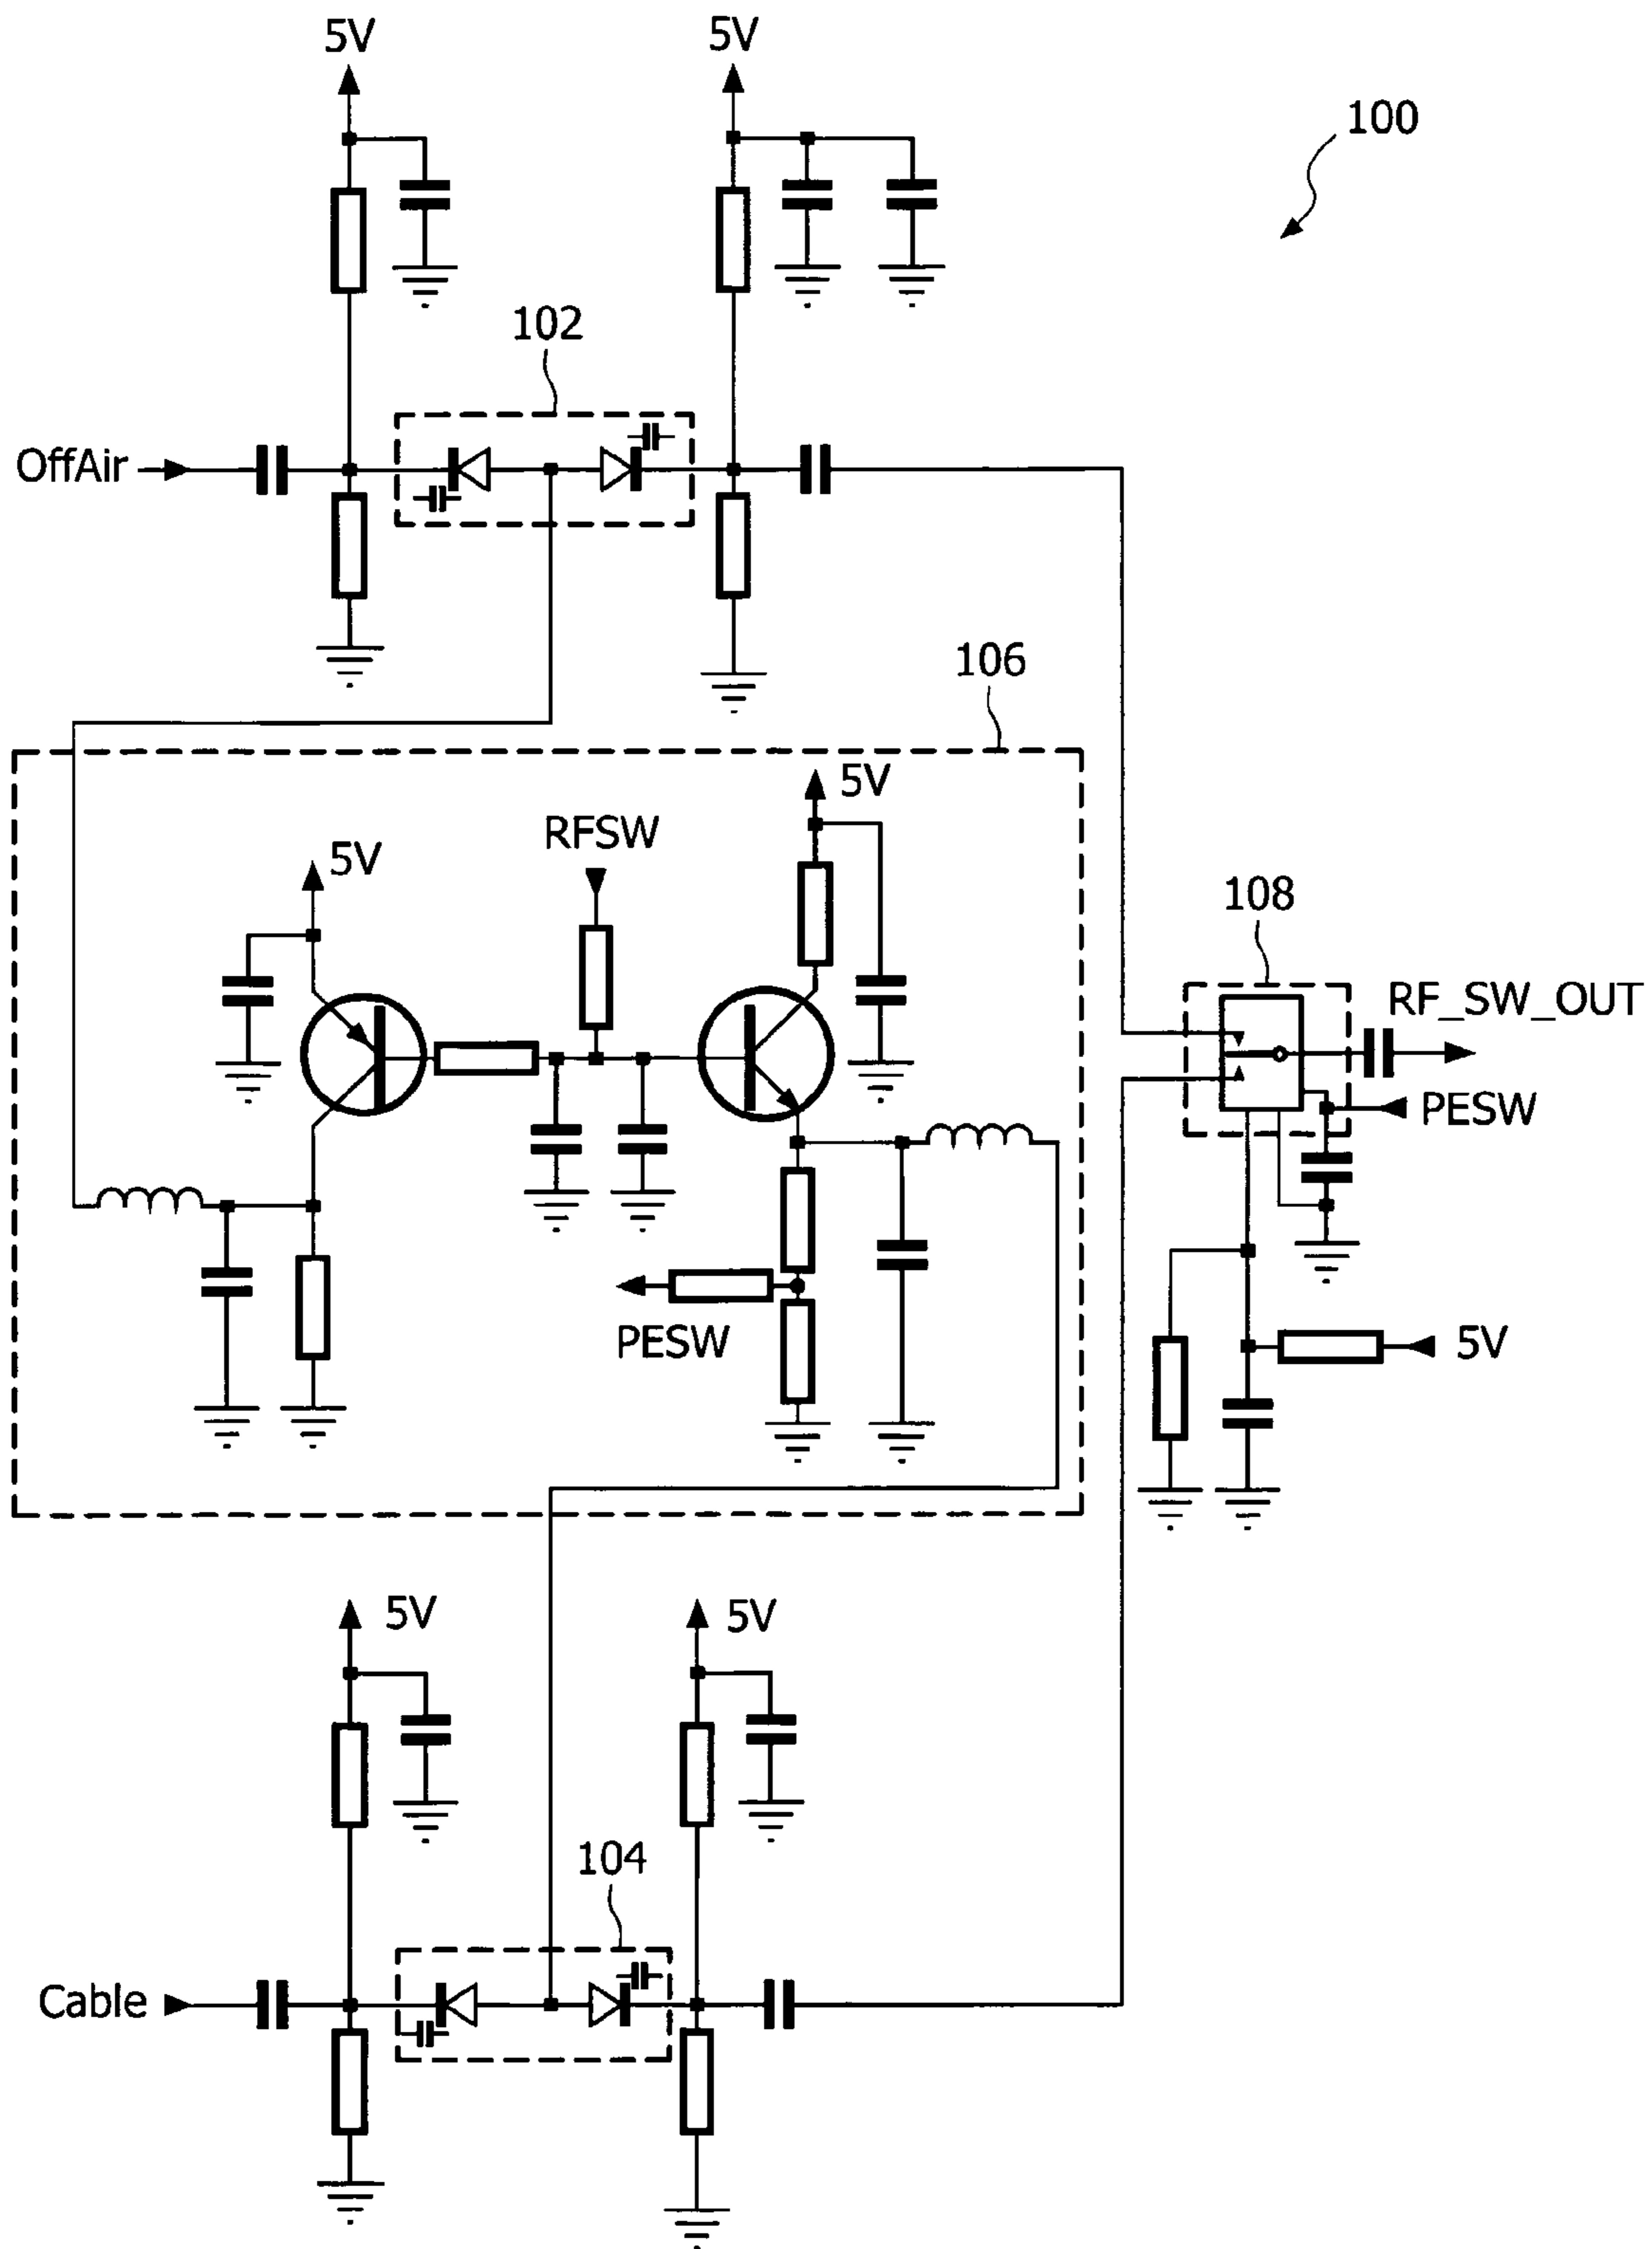 5V
5V
100
102
OffAir
106
5V
RFSW
5V
108
RF_SW_OUT
PESW
PESW
5V
5V
5V
104
Cable